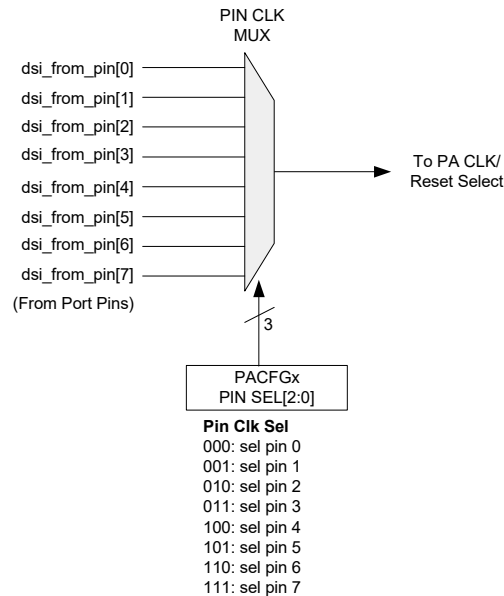 PIN CLK
MUX
dsi_from_pin[0]
dsi_from_pin[1]
dsi_from_pin[2]
dsi_from_pin[3]
dsi_from_pin[4]
dsi_from_pin[5]
dsi_from_pin[6]
dsi_from_pin[7]
(From Port Pins)
To PA CLK/
Reset Select
3
PACFGx
PIN SEL[2:0]
Pin Clk Sel
000: sel pin 0
001: sel pin 1
010: sel pin 2
011: sel pin 3
100: sel pin 4
101: sel pin 5
110: sel pin 6
111: sel pin 7